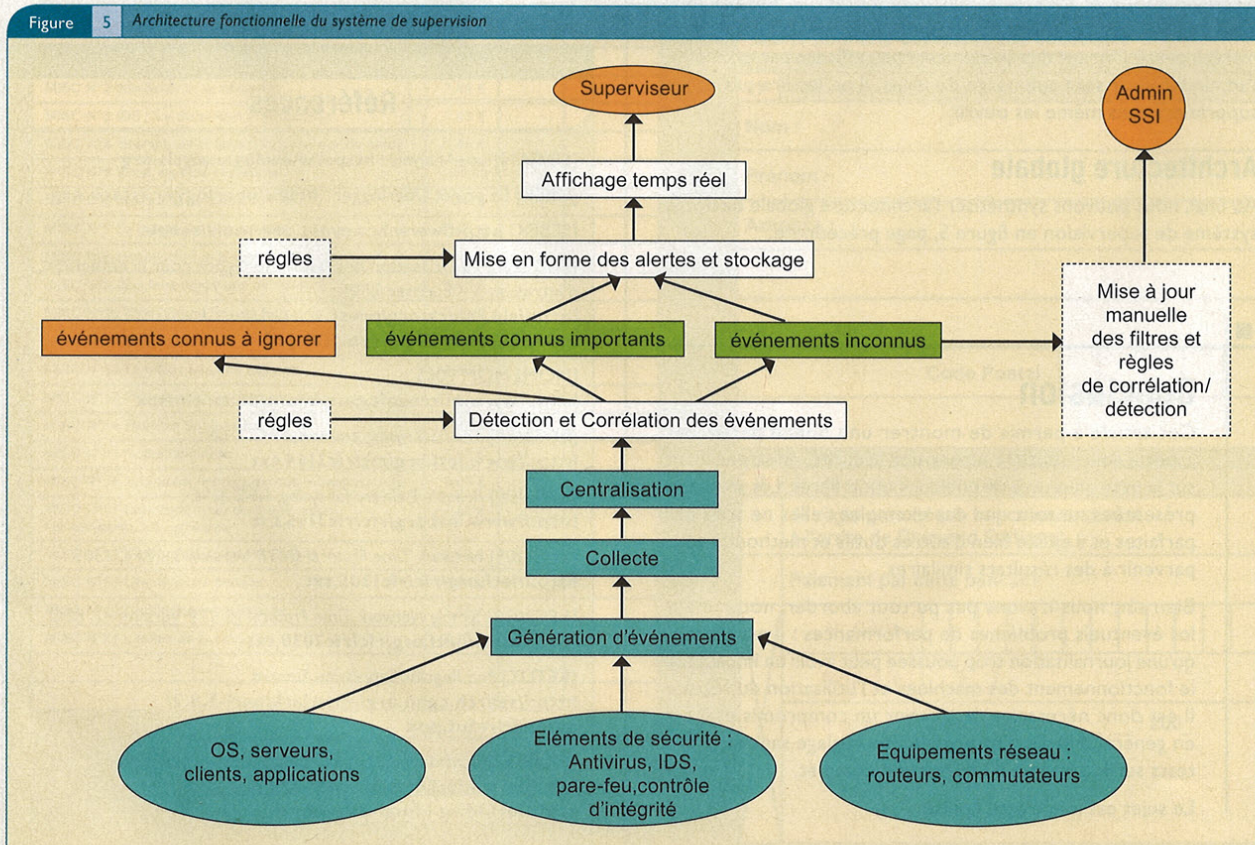 Figure 5 Architecture fonctionnelle du système de supervision
Superviseur
Admin
SSI
Affichage temps réel
régles
Mise en forme des alertes et stockage
Mise à jour
manuelle
des filtres et
règles
de corrélation/
détection
événements connus à ignorer
événements connus importants
événements inconnus
régles
Détection et Corrélation des événements
Centralisation
Collecte
Génération d'événements
OS, serveurs,
clients, applications
Eléments de sécurité :
Antivirus, IDS,
pare-feu,contrôle
d'intégrité
Equipements réseau :
routeurs, commutateurs